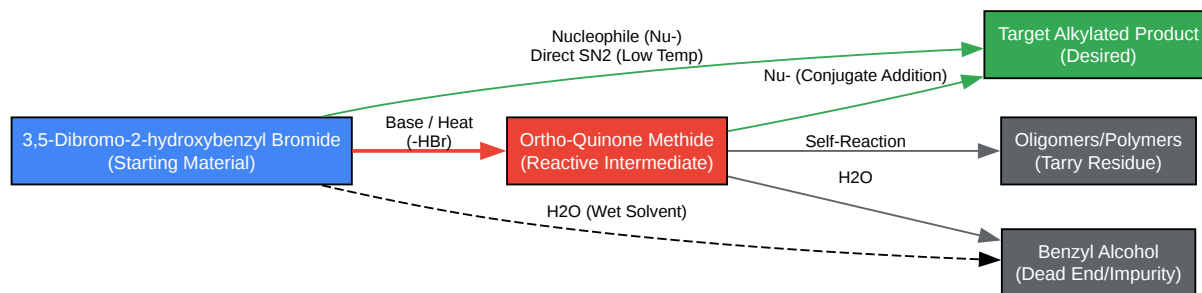 Nucleophile (Nu-)
Direct SN2 (Low Temp)
Target Alkylated Product
(Desired)
Nu- (Conjugate Addition)
3,5-Dibromo-2-hydroxybenzyl Bromide
(Starting Material)
Base / Heat
(-HBr)
Ortho-Quinone Methide
(Reactive Intermediate)
Self-Reaction
Oligomers/Polymers
(Tarry Residue)
H2O
H2O (Wet Solvent)
Benzyl Alcohol
(Dead End/Impurity)